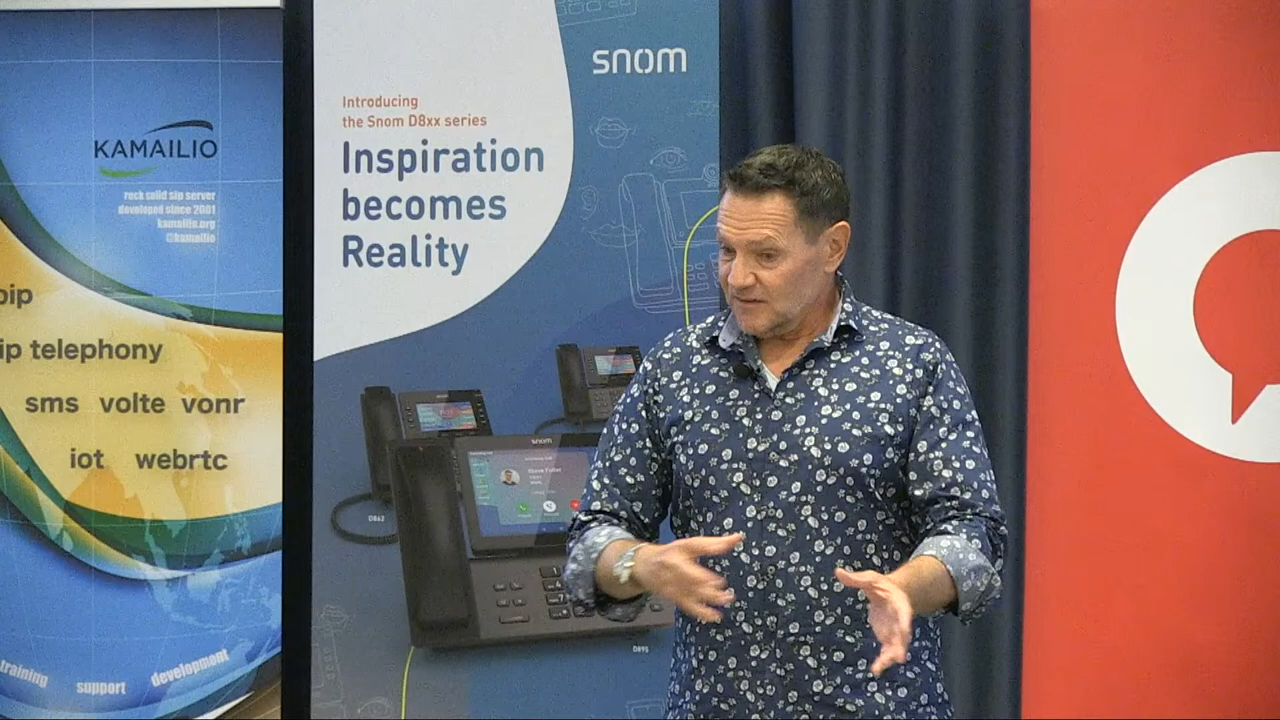 KAMAILIO
rock solid sip server
developed since 2001
kamailio.org
@kamailio
oip
ip telephony
sms volte vonr
iot webrtc
training support development
snom
Introducing
the Snom D8xx series
Inspiration
becomes
Reality
snom
D862
D895